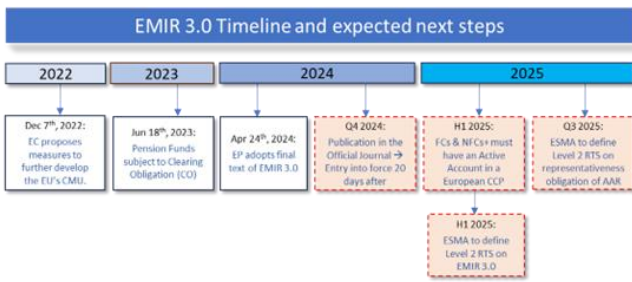 EMIR 3.0 Timeline and expected next steps
2022
2023
2024
2025
Dec 7th, 2022:
EC proposes
measures to
further develop
the EU's CMU.
Jun 18th, 2023:
Pension Funds
subject to Clearing
Obligation (CO)
Apr 24th, 2024:
EP adopts final
text of EMIR 3.0
Q4 2024:
Publication in the
Official Journal →
Entry into force 20
days after
H1 2025:
FCs & NFCs+ must
have an Active
Account in a
European CCP
Q3 2025:
ESMA to define
Level 2 RTS on
representativeness
obligation of AAR
H1 2025:
ESMA to define
Level 2 RTS on
EMIR 3.0